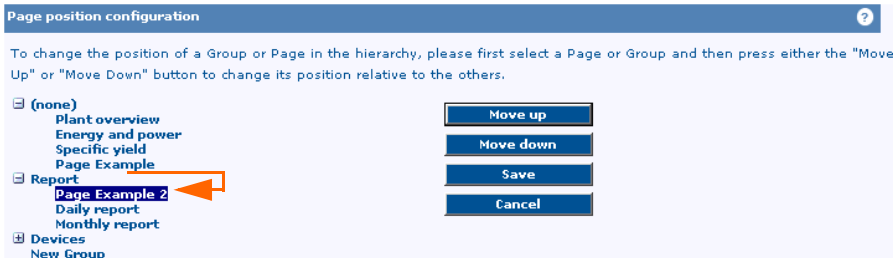 Page position configuration
?
To change the position of a Group or Page in the hierarchy, please first select a Page or Group and then press either the "Move
Up" or "Move Down" button to change its position relative to the others.
(none)
Plant overview
Energy and power
Specific yield
Page Example
Report
Page Example 2
Daily report
Monthly report
Devices
New Group
Move up
Move down
Save
Cancel